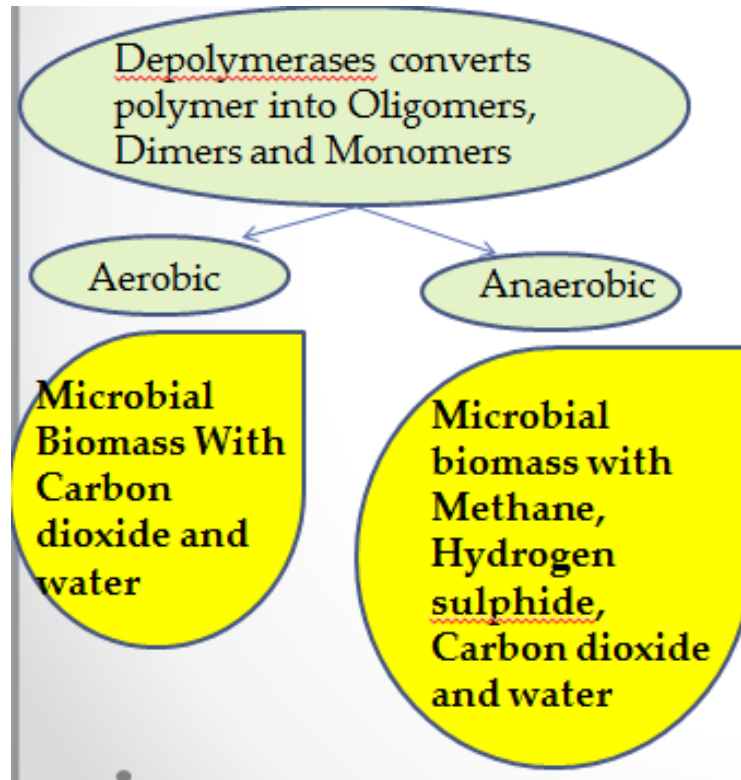 Depolymerases converts
polymer into Oligomers,
Dimers and Monomers
Aerobic
Anaerobic
Microbial
Biomass With
Carbon
dioxide and
water
Microbial
biomass with
Methane,
Hydrogen
sulphide,
Carbon dioxide
and water